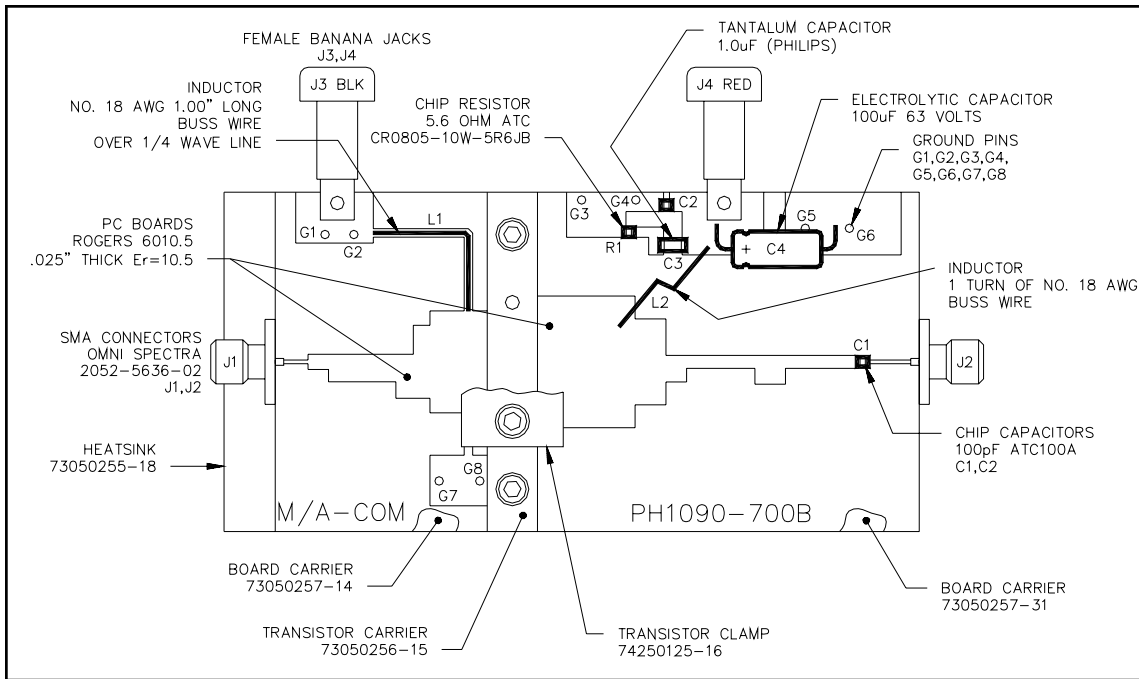 FEMALE BANANA JACKS
J3,J4
J3 BLK
INDUCTOR
NO. 18 AWG 1.00" LONG
BUSS WIRE
OVER 1/4 WAVE LINE
CHIP RESISTOR
5.6 OHM ATC
CR0805-10W-5R6JB
TANTALUM CAPACITOR
1.0uF (PHILIPS)
J4 RED
ELECTROLYTIC CAPACITOR
100uF 63 VOLTS
GROUND PINS
G1,G2,G3,G4,
G5,G6,G7,G8
PC BOARDS
ROGERS 6010.5
.025" THICK Er=10.5
G1
G2
L1
G3
G4
C2
R1
C3
+
C4
G5
G6
L2
INDUCTOR
1 TURN OF NO. 18 AWG
BUSS WIRE
SMA CONNECTORS
OMNI SPECTRA
2052-5636-02
J1,J2
J1
C1
J2
HEATSINK
73050255-18
G7
G8
CHIP CAPACITORS
100pF ATC100A
C1,C2
M/A-COM
PH1090-700B
BOARD CARRIER
73050257-14
BOARD CARRIER
73050257-31
TRANSISTOR CARRIER
73050256-15
TRANSISTOR CLAMP
74250125-16